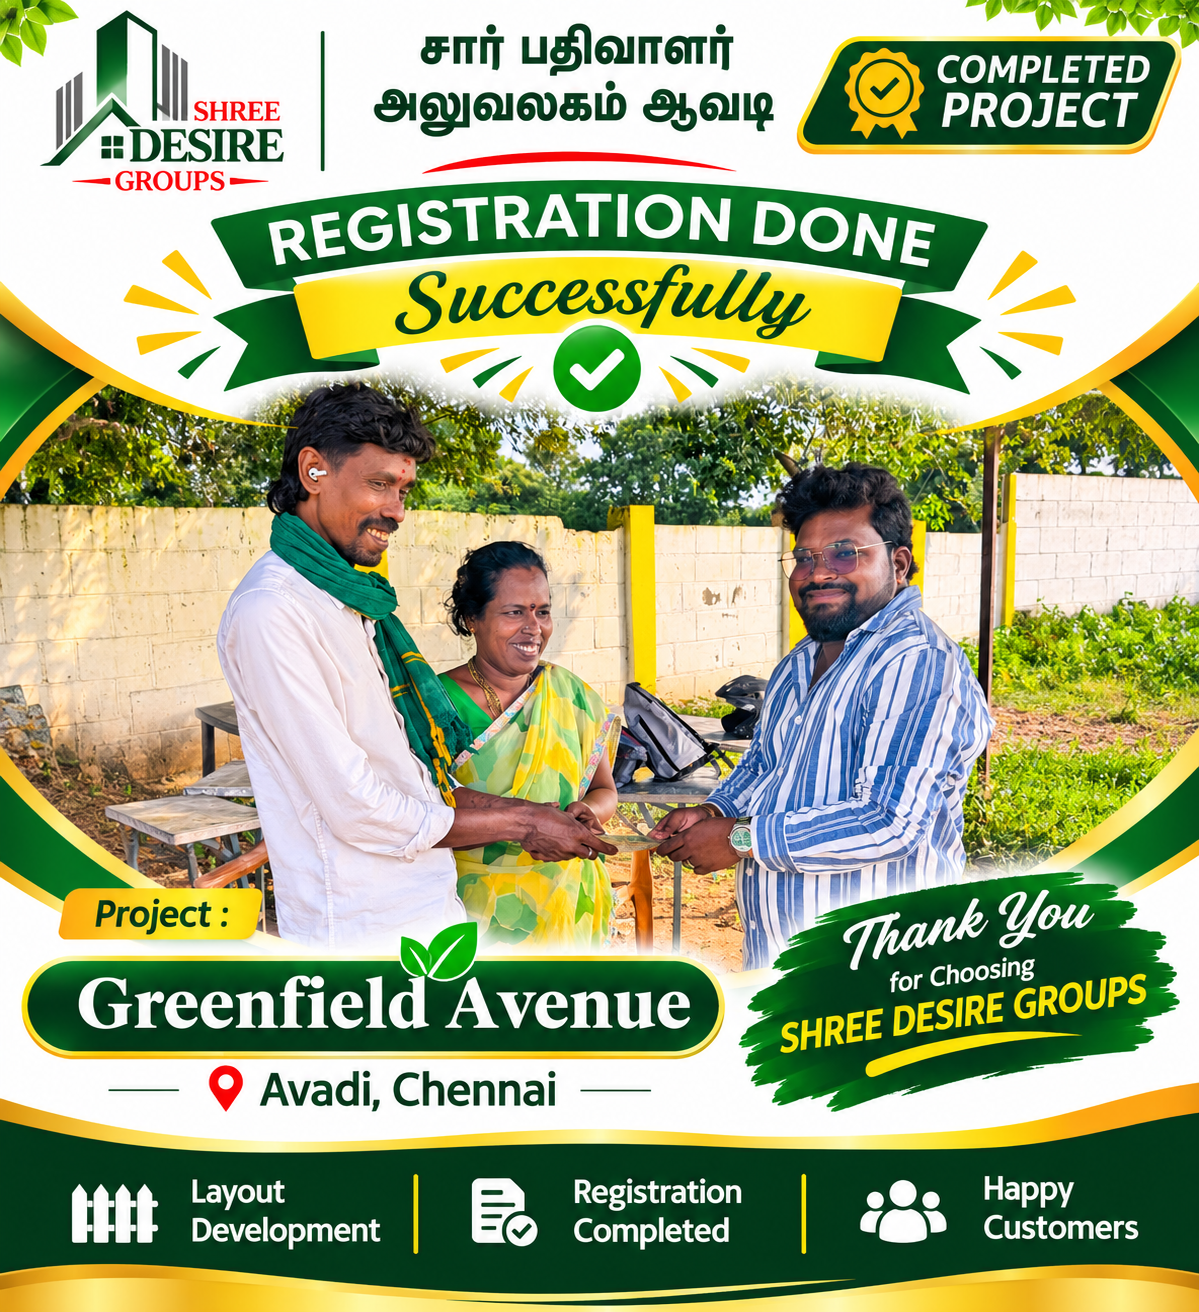 SHREE
DESIRE
GROUPS
சார் பதிவாளர்
அலுவலகம் ஆவடி
COMPLETED
PROJECT
REGISTRATION DONE
Successfully
Project :
Greenfield Avenue
Avadi, Chennai
Thank You
for Choosing
SHREE DESIRE GROUPS
Layout
Development
Registration
Completed
Happy
Customers